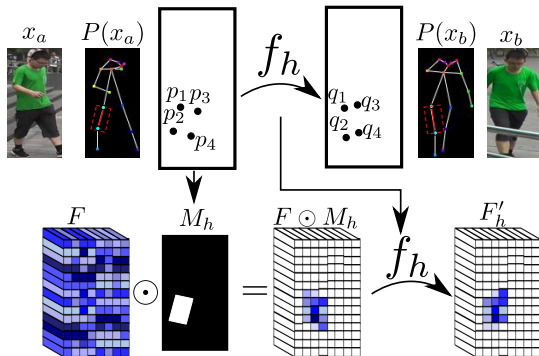 x_a P(x_a) f_h P(x_b) x_b
p_1 p_3 q_1 q_3
p_2 p_4 q_2 q_4
F M_h F ⊙ M_h F'_h
⊙ = f_h